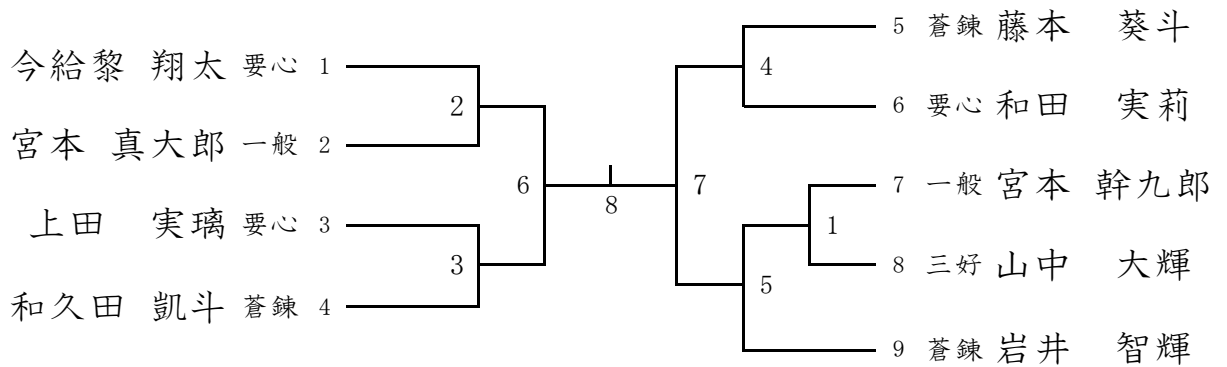 今給黎 翔太 要心 1
宮本 真大郎 一般 2
上田 実璃 要心 3
和久田 凱斗 蒼錬 4
2
3
6
8
7
4
1
5
5 蒼錬 藤本 葵斗
6 要心 和田 実莉
7 一般 宮本 幹九郎
8 三好 山中 大輝
9 蒼錬 岩井 智輝